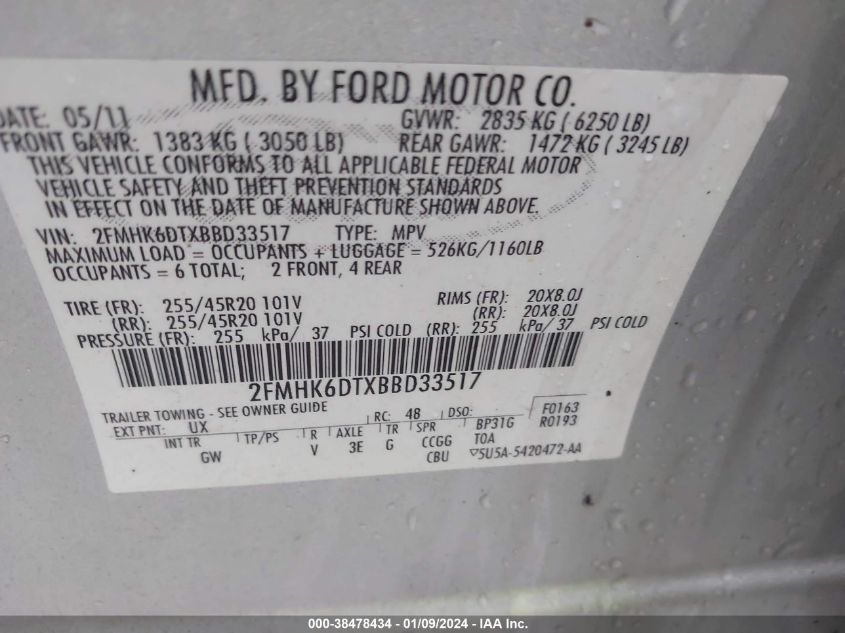 MFD. BY FORD MOTOR CO.
DATE: 05/11 GVWR: 2835 KG ( 6250 LB)
FRONT GAWR: 1383 KG ( 3050 LB) REAR GAWR: 1472 KG ( 3245 LB)
THIS VEHICLE CONFORMS TO ALL APPLICABLE FEDERAL MOTOR
VEHICLE SAFETY AND THEFT PREVENTION STANDARDS
IN EFFECT ON THE DATE OF MANUFACTURE SHOWN ABOVE.
VIN: 2FMHK6DTXBBD33517 TYPE: MPV
MAXIMUM LOAD = OCCUPANTS + LUGGAGE = 526KG/1160LB
OCCUPANTS = 6 TOTAL; 2 FRONT, 4 REAR
TIRE (FR): 255/45R20 101V RIMS (FR): 20X8.0J
(RR): 255/45R20 101V (RR): 20X8.0J
PRESSURE (FR): 255 kPa/ 37 PSI COLD (RR): 255 kPa/ 37 PSI COLD
2FMHK6DTXBBD33517
TRAILER TOWING - SEE OWNER GUIDE
EXT PNT: UX RC: 48 DSO: F0163
INT TR TP/PS R AXLE TR SPR BP31G R0193
GW V 3E G CCGG TOA
CBU ▽5U5A-5420472-AA
000-38478434 - 01/09/2024 - IAA Inc.